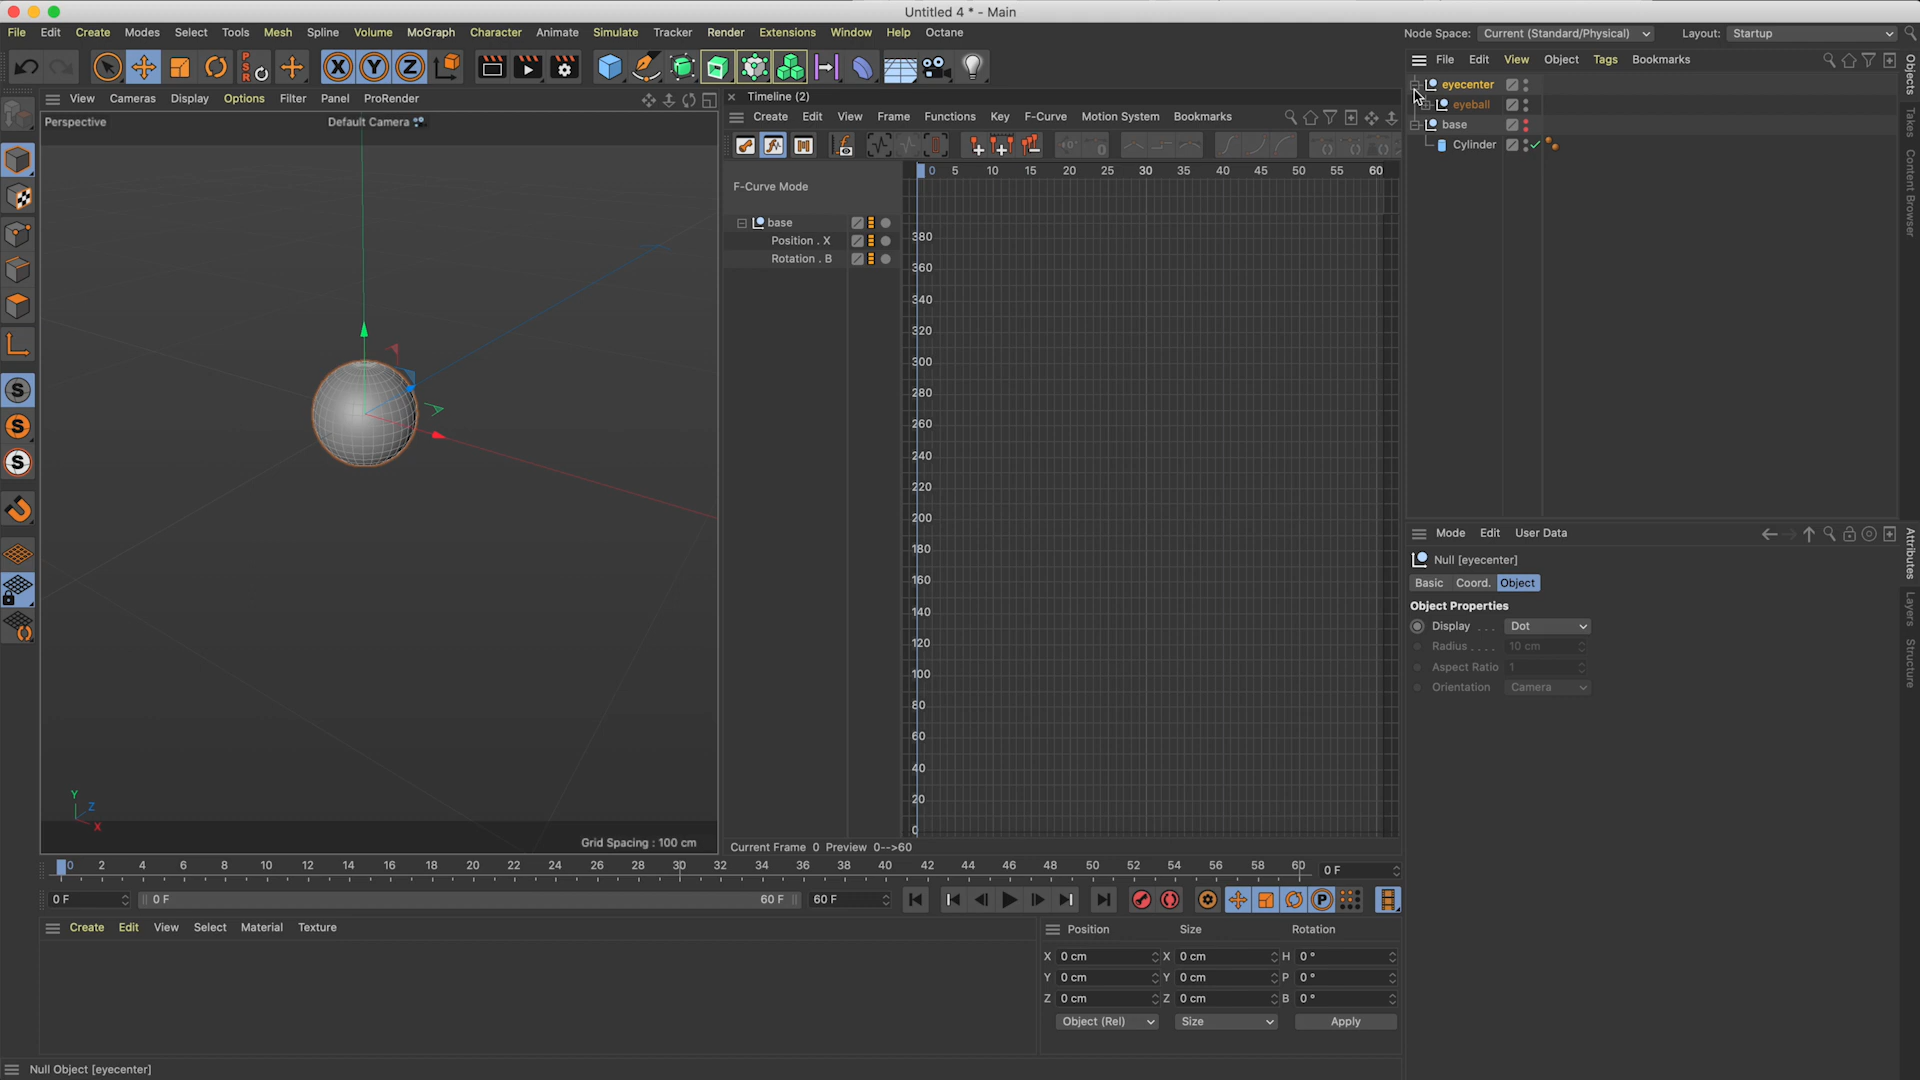 Untitled 4 * - Main
File Edit Create Modes Select Tools Mesh Spline Volume MoGraph Character Animate Simulate Tracker Render Extensions Window Help Octane
Node Space: Current (Standard/Physical) Layout: Startup
X Y Z
PSR
View Cameras Display Options Filter Panel ProRender
Perspective
Default Camera
Timeline (2)
Create Edit View Frame Functions Key F-Curve Motion System Bookmarks
F-Curve Mode
0 5 10 15 20 25 30 35 40 45 50 55 60
base
Position . X
Rotation . B
380
360
340
320
300
280
260
240
220
200
180
160
140
120
100
80
60
40
20
0
Y
Z
X
Grid Spacing : 100 cm
Current Frame 0 Preview 0-->60
0 2 4 6 8 10 12 14 16 18 20 22 24 26 28 30 32 34 36 38 40 42 44 46 48 50 52 54 56 58 60
0 F
0 F 0 F 60 F 60 F
Create Edit View Select Material Texture
Position Size Rotation
X 0 cm X 0 cm H 0 °
Y 0 cm Y 0 cm P 0 °
Z 0 cm Z 0 cm B 0 °
Object (Rel) Size Apply
Null Object [eyecenter]
File Edit View Object Tags Bookmarks
eyecenter
eyeball
base
Cylinder
Objects
Takes
Content Browser
Mode Edit User Data
Null [eyecenter]
Basic Coord. Object
Object Properties
Display . . . Dot
Radius . . . . 10 cm
Aspect Ratio 1
Orientation Camera
Attributes
Layers
Structure